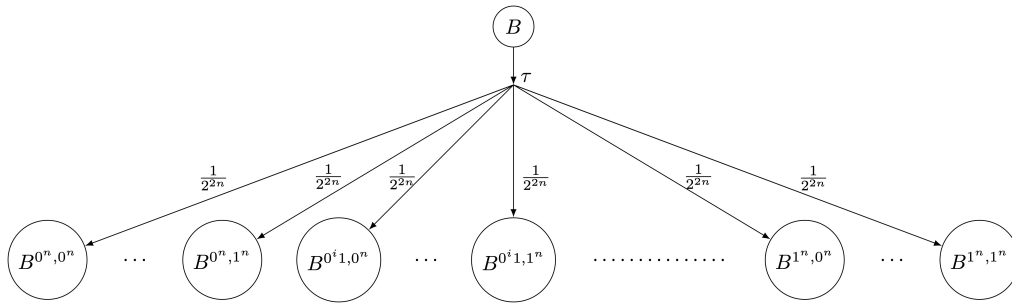 B
τ
1/2^{2n} 1/2^{2n} 1/2^{2n} 1/2^{2n} 1/2^{2n} 1/2^{2n}
B^{0^n,0^n} ··· B^{0^n,1^n} B^{0^i1,0^n} ··· B^{0^i1,1^n} ··············· B^{1^n,0^n} ··· B^{1^n,1^n}